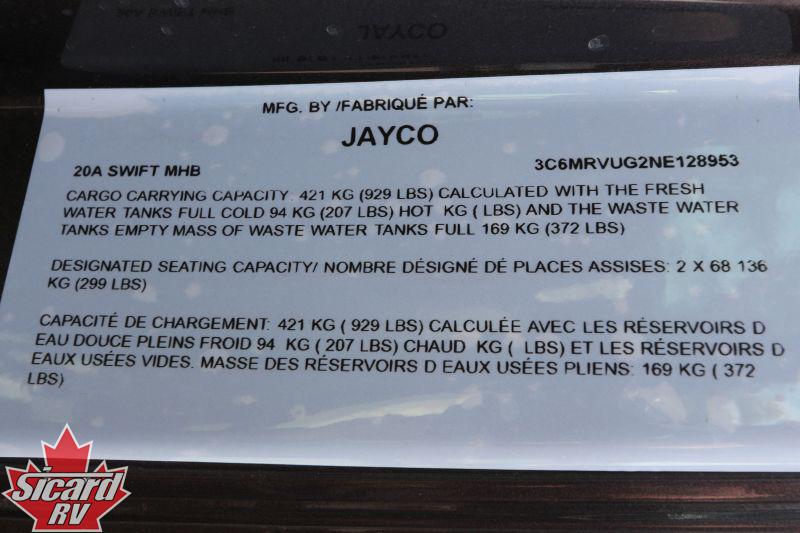 MFG. BY /FABRIQUÉ PAR:
JAYCO
20A SWIFT MHB 3C6MRVUG2NE128953
CARGO CARRYING CAPACITY: 421 KG (929 LBS) CALCULATED WITH THE FRESH
WATER TANKS FULL COLD 94 KG (207 LBS) HOT KG ( LBS) AND THE WASTE WATER
TANKS EMPTY MASS OF WASTE WATER TANKS FULL 169 KG (372 LBS)
DESIGNATED SEATING CAPACITY/ NOMBRE DÉSIGNÉ DÉ PLACES ASSISES: 2 X 68 136
KG (299 LBS)
CAPACITÉ DE CHARGEMENT: 421 KG ( 929 LBS) CALCULÉE AVEC LES RÉSERVOIRS D
EAU DOUCE PLEINS FROID 94 KG ( 207 LBS) CHAUD KG ( LBS) ET LES RÉSERVOIRS D
EAUX USÉES VIDES. MASSE DES RÉSERVOIRS D EAUX USÉES PLIENS: 169 KG ( 372
LBS)
Sicard
RV